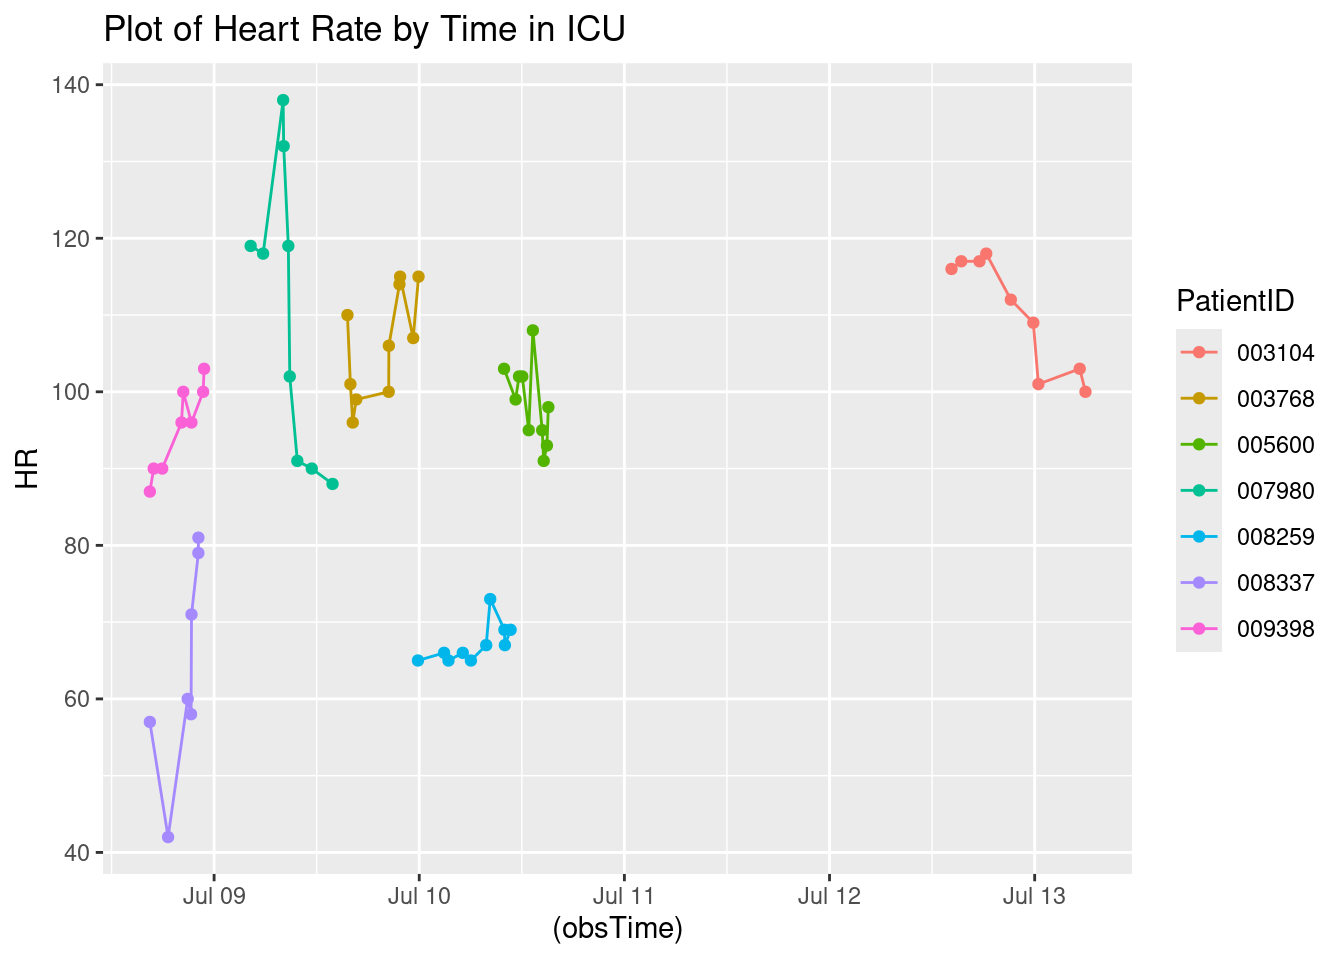 Plot of Heart Rate by Time in ICU
140
120
100
80
60
40
HR
Jul 09 Jul 10 Jul 11 Jul 12 Jul 13
(obsTime)
PatientID
003104
003768
005600
007980
008259
008337
009398